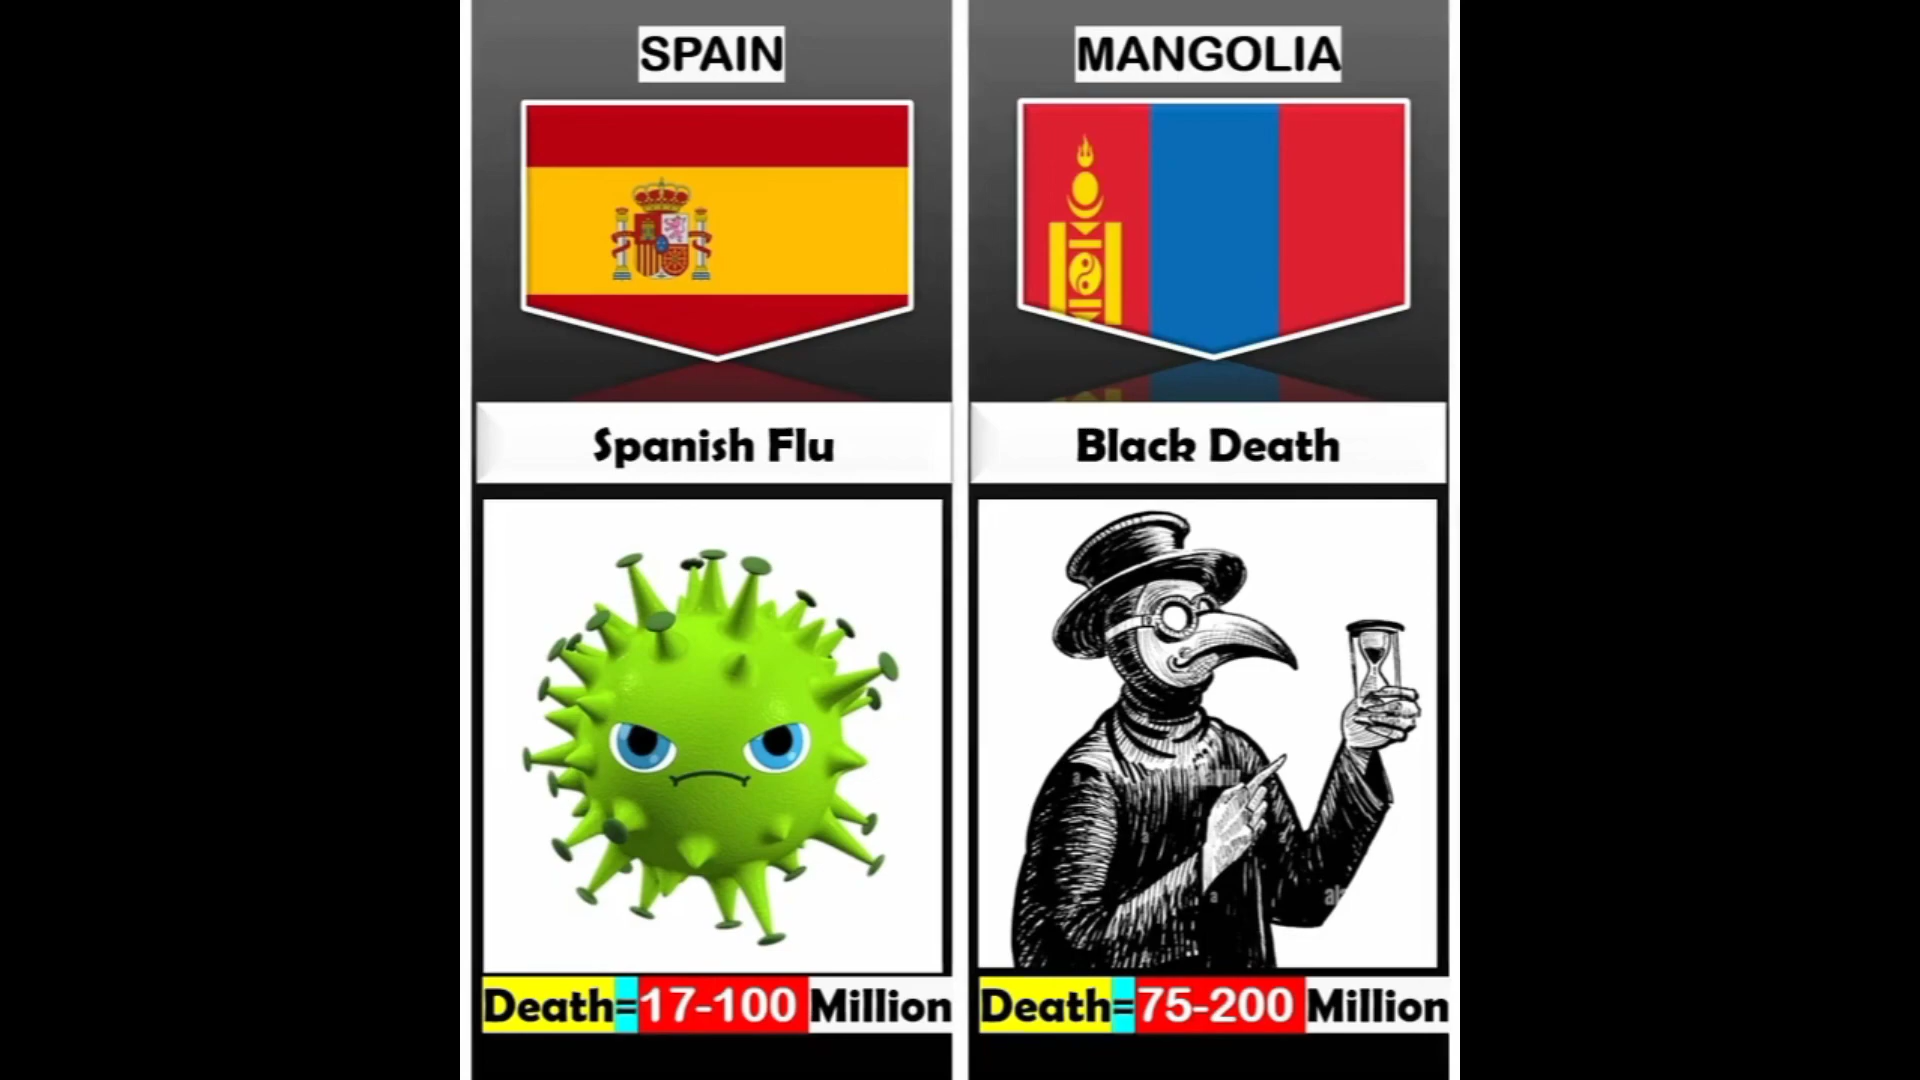 SPAIN
MANGOLIA
Spanish Flu
Black Death
Death=17-100 Million
Death=75-200 Million